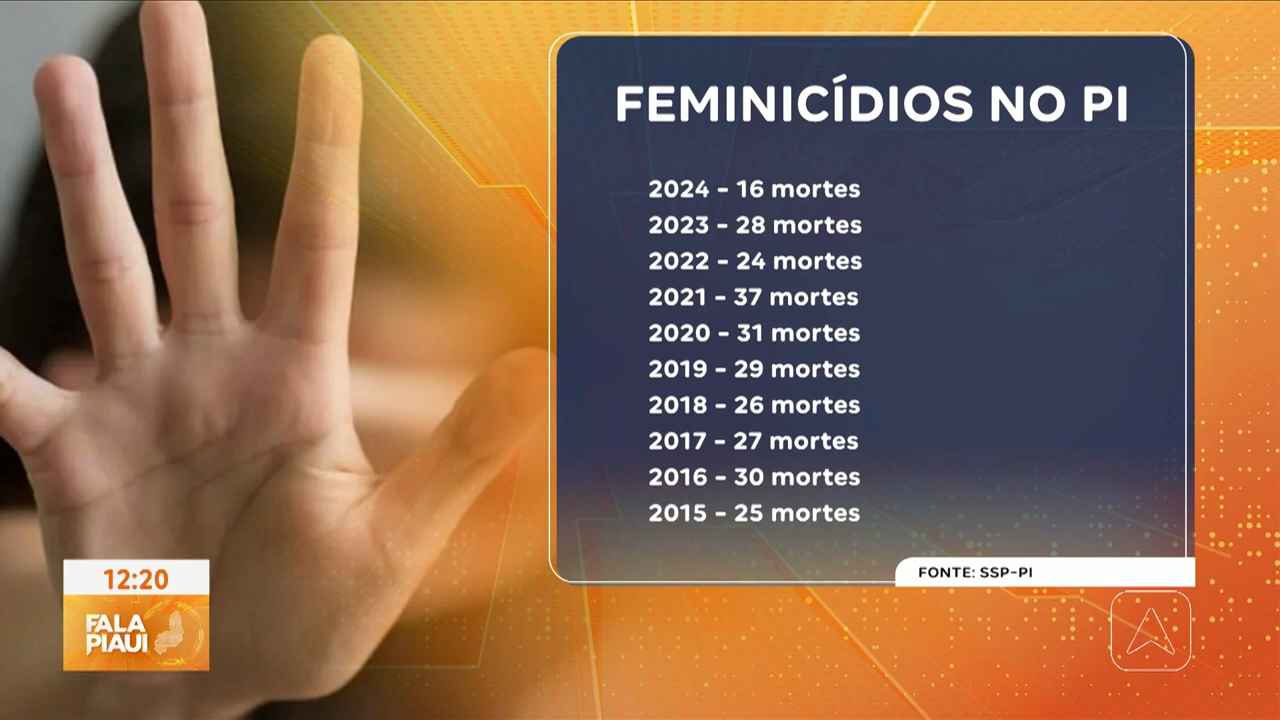 FEMINICÍDIOS NO PI
2024 - 16 mortes
2023 - 28 mortes
2022 - 24 mortes
2021 - 37 mortes
2020 - 31 mortes
2019 - 29 mortes
2018 - 26 mortes
2017 - 27 mortes
2016 - 30 mortes
2015 - 25 mortes
FONTE: SSP-PI
12:20
FALA
PIAUÍ